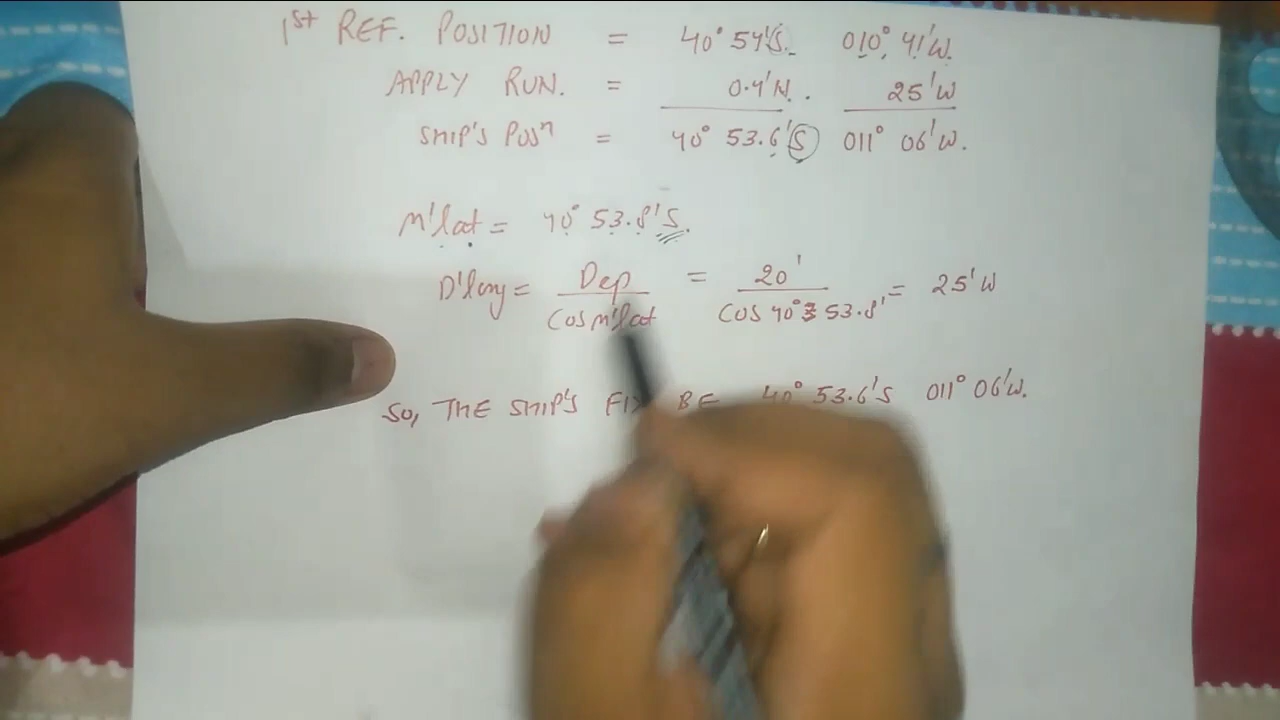 1st REF. POSITION = 40° 54'S. 010° 41'W.
APPLY RUN. = 0.4'N. 25'W
SHIP'S POSⁿ = 40° 53.6'S 011° 06'W.
M'lat = 40° 53.8'S.
D'long = Dep / Cos m'lat = 20' / COS 40° 53.8' = 25'W
SO, THE SHIP'S BE 40° 53.6'S 011° 06'W.